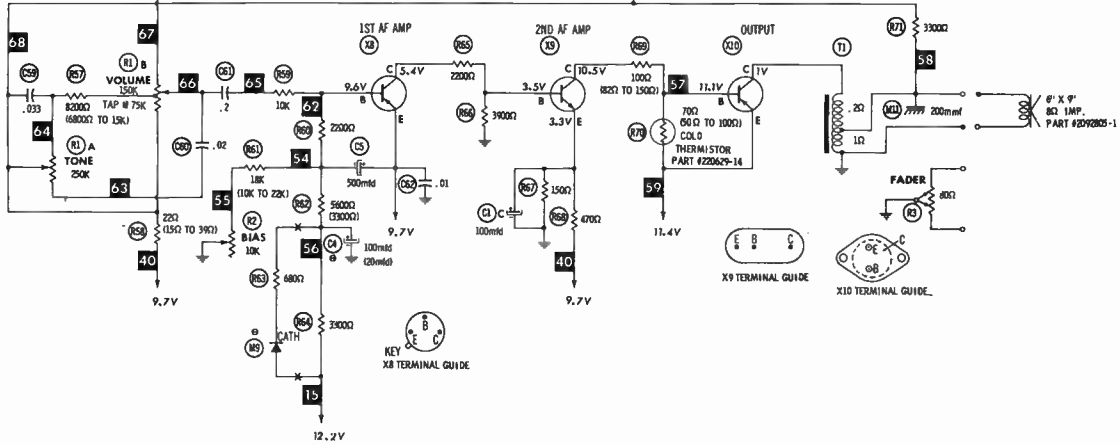 68
67
1ST AF AMP
2ND AF AMP
OUTPUT
C59
.033
R57
8200Ω
(6800Ω TO 15K)
R1 B
VOLUME
150K
TAP @ 75K
66
C61
.2
65
R59
10K
62
9.6V
B
X8
C
5.4V
E
R65
2200Ω
R66
3900Ω
3.5V
B
X9
C
10.5V
E
3.3V
R69
100Ω
(82Ω TO 150Ω)
57
11.1V
B
X10
C
1V
E
T1
R71
3300Ω
58
M11
200mmf
.2Ω
1Ω
6" X 9"
8Ω IMP.
PART #2092805-1
64
R1 A
TONE
250K
63
C60
.02
R60
2200Ω
54
C5
500mfd
C62
.01
9.7V
R61
18K
(10K TO 22K)
55
R2
BIAS
10K
R62
5600Ω
(3300Ω)
C4
100mfd
(20mfd)
56
R58
22Ω
(15Ω TO 39Ω)
40
9.7V
R63
680Ω
M9
CATH
R64
3300Ω
15
12.2V
KEY
E
B
C
X8 TERMINAL GUIDE
C1 C
100mfd
R67
150Ω
R68
470Ω
40
9.7V
R70
70Ω
(50Ω TO 100Ω)
COLD
THERMISTOR
PART #220629-14
59
11.4V
FADER
R3
80Ω
E
B
C
X9 TERMINAL GUIDE
E
C
B
X10 TERMINAL GUIDE